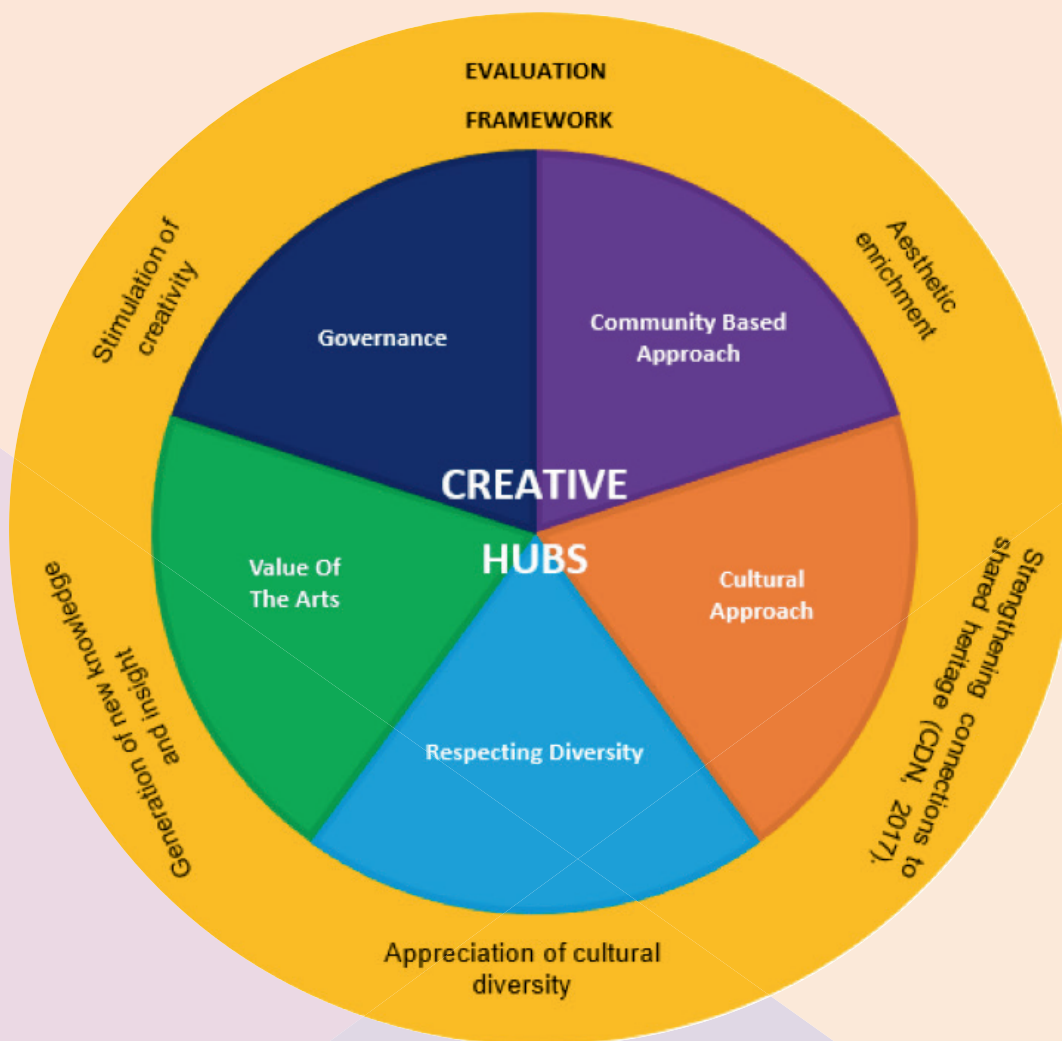 EVALUATION
FRAMEWORK
Stimulation of
creativity
Aesthetic
enrichment
Governance
Community Based
Approach
CREATIVE
HUBS
Value Of
The Arts
Cultural
Approach
Respecting Diversity
Generation of new knowledge
and insight
Strengthening connections to
shared heritage (CDN, 2017).
Appreciation of cultural
diversity